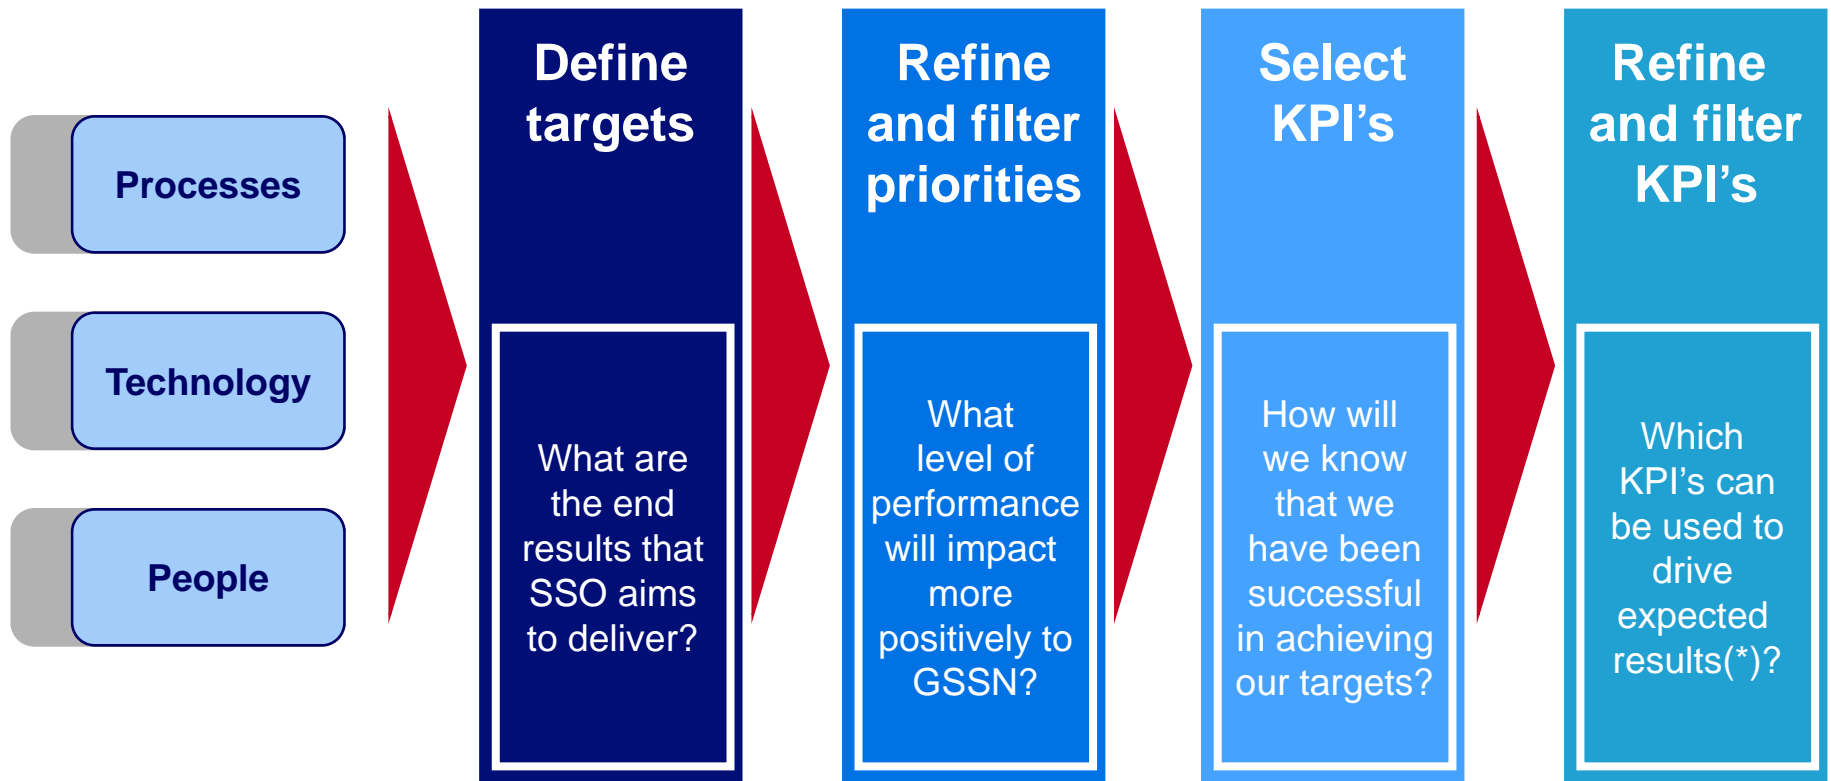 Processes
Technology
People
Define
targets
What are
the end
results that
SSO aims
to deliver?
Refine
and filter
priorities
What
level of
performance
will impact
more
positively to
GSSN?
Select
KPI’s
How will
we know
that we
have been
successful
in achieving
our targets?
Refine
and filter
KPI’s
Which
KPI’s can
be used to
drive
expected
results(*)?